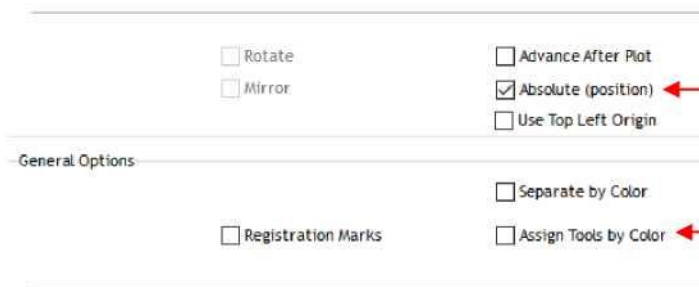 Rotate
Advance After Plot
Mirror
Absolute (position)
Use Top Left Origin
General Options
Separate by Color
Registration Marks
Assign Tools by Color